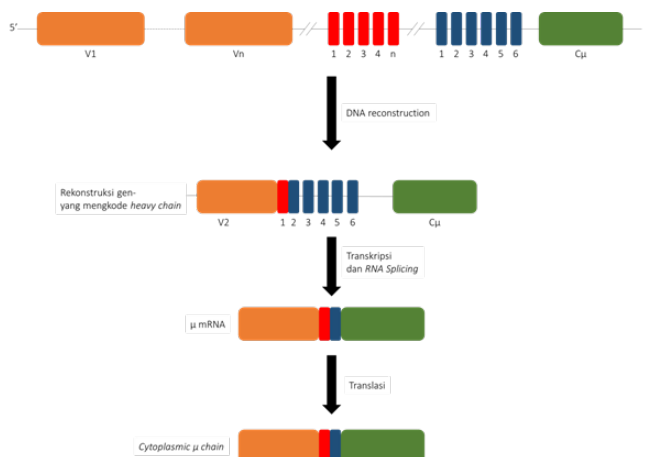 5’
V1
Vn
1 2 3 4 n
1 2 3 4 5 6
Cμ
DNA reconstruction
Rekonstruksi gen-
yang mengkode heavy chain
V2
1 2 3 4 5 6
Cμ
Transkripsi
dan RNA Splicing
μ mRNA
Translasi
Cytoplasmic μ chain